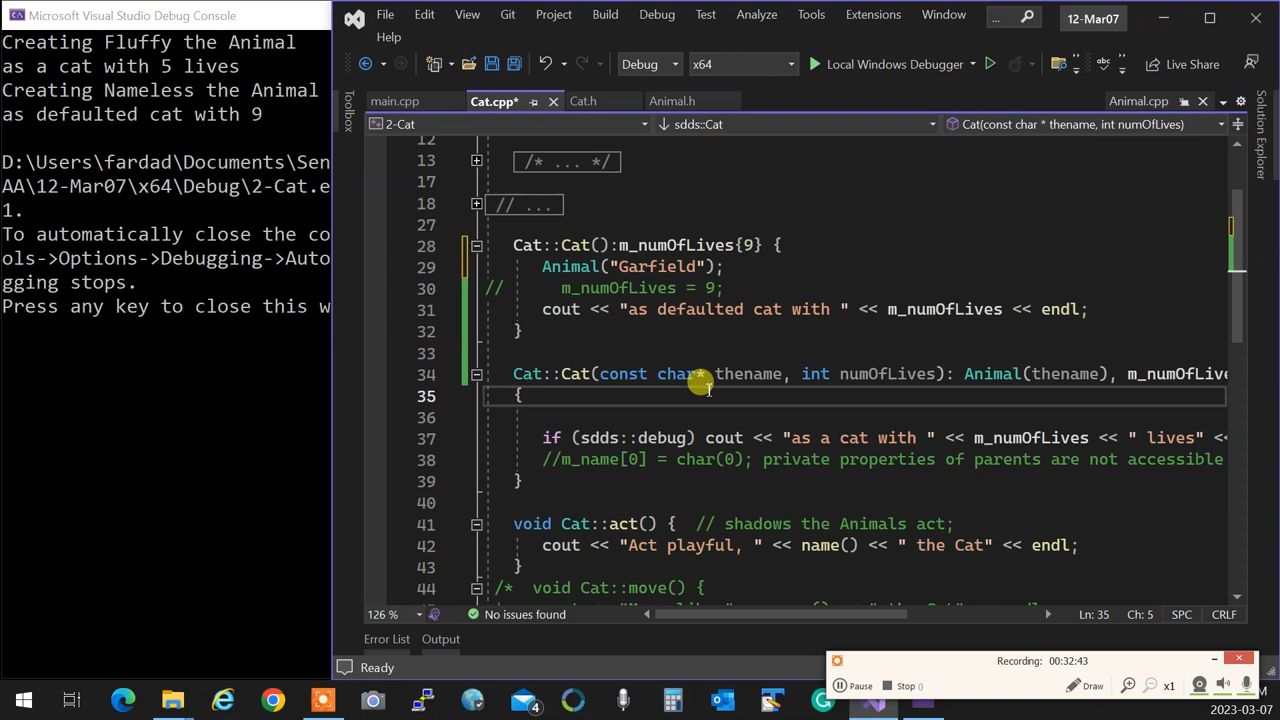 Microsoft Visual Studio Debug Console
Creating Fluffy the Animal
as a cat with 5 lives
Creating Nameless the Animal
as defaulted cat with 9
D:\Users\fardad\Documents\Sen
AA\12-Mar07\x64\Debug\2-Cat.e
1.
To automatically close the co
ols->Options->Debugging->Auto
gging stops.
Press any key to close this w
File Edit View Git Project Build Debug Test Analyze Tools Extensions Window ... 12-Mar07
Help
Debug x64 Local Windows Debugger Live Share
Toolbox
main.cpp Cat.cpp* Cat.h Animal.h Animal.cpp
Solution Explorer
2-Cat sdds::Cat Cat(const char * thename, int numOfLives)
12
13 /* ... */
17
18 // ...
27
28 Cat::Cat():m_numOfLives{9} {
29 Animal("Garfield");
30 // m_numOfLives = 9;
31 cout << "as defaulted cat with " << m_numOfLives << endl;
32 }
33
34 Cat::Cat(const char* thename, int numOfLives): Animal(thename), m_numOfLive
35 {
36
37 if (sdds::debug) cout << "as a cat with " << m_numOfLives << " lives" <
38 //m_name[0] = char(0); private properties of parents are not accessible
39 }
40
41 void Cat::act() { // shadows the Animals act;
42 cout << "Act playful, " << name() << " the Cat" << endl;
43 }
44 /* void Cat::move() {
126 % No issues found Ln: 35 Ch: 5 SPC CRLF
Error List Output
Ready
Recording: 00:32:43
Pause Stop () Draw x1
4
2023-03-07